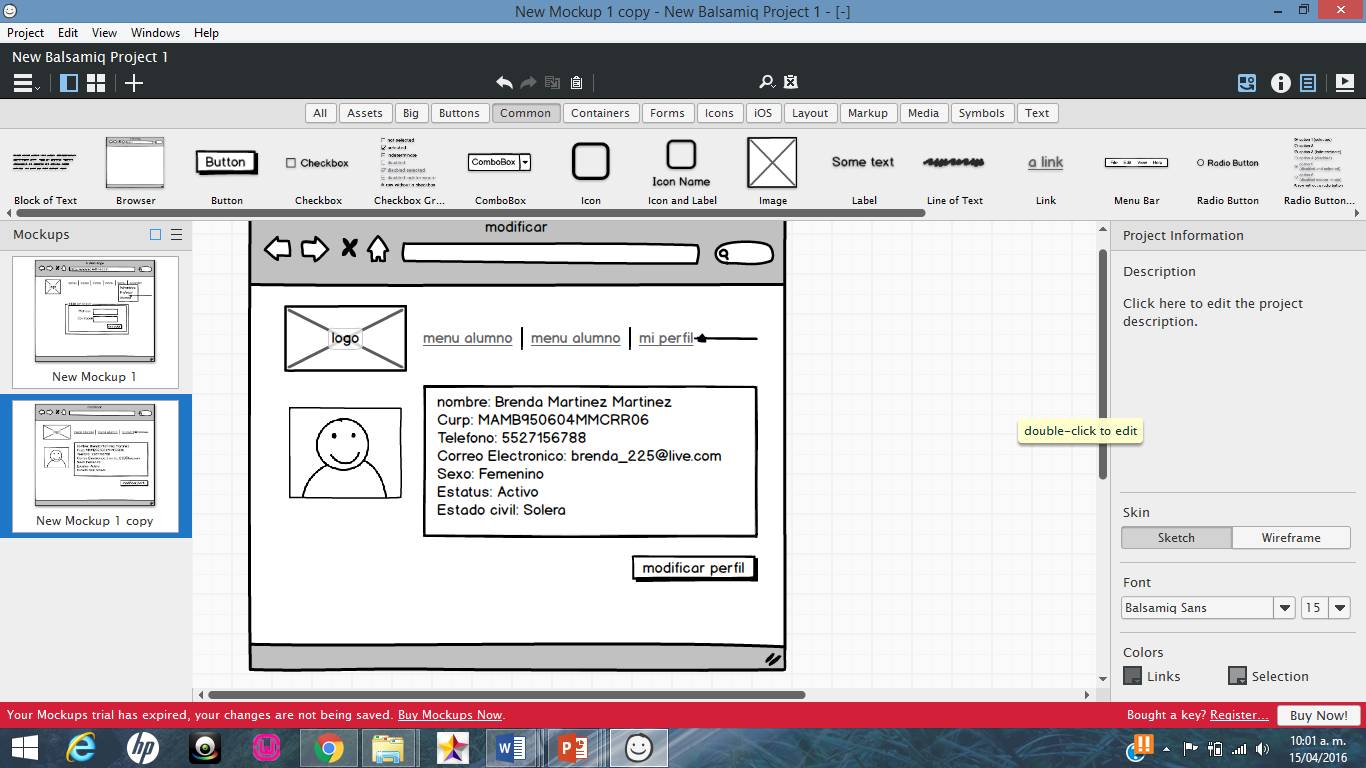 New Mockup 1 copy - New Balsamiq Project 1 - [-]
Project Edit View Windows Help
New Balsamiq Project 1
All Assets Big Buttons Common Containers Forms Icons iOS Layout Markup Media Symbols Text
Button Checkbox ComboBox Icon Name Some text a link File Edit View Help Radio Button
Block of Text Browser Button Checkbox Checkbox Gr... ComboBox Icon Icon and Label Image Label Line of Text Link Menu Bar Radio Button Radio Button...
Mockups
New Mockup 1
New Mockup 1 copy
modificar
logo
menu alumno menu alumno mi perfil
nombre: Brenda Martinez Martinez
Curp: MAMB950604MMCRR06
Telefono: 5527156788
Correo Electronico: brenda_225@live.com
Sexo: Femenino
Estatus: Activo
Estado civil: Solera
modificar perfil
double-click to edit
Project Information
Description
Click here to edit the project
description.
Skin
Sketch Wireframe
Font
Balsamiq Sans 15
Colors
Links Selection
Your Mockups trial has expired, your changes are not being saved. Buy Mockups Now.
Bought a key? Register... Buy Now!
10:01 a. m.
15/04/2016